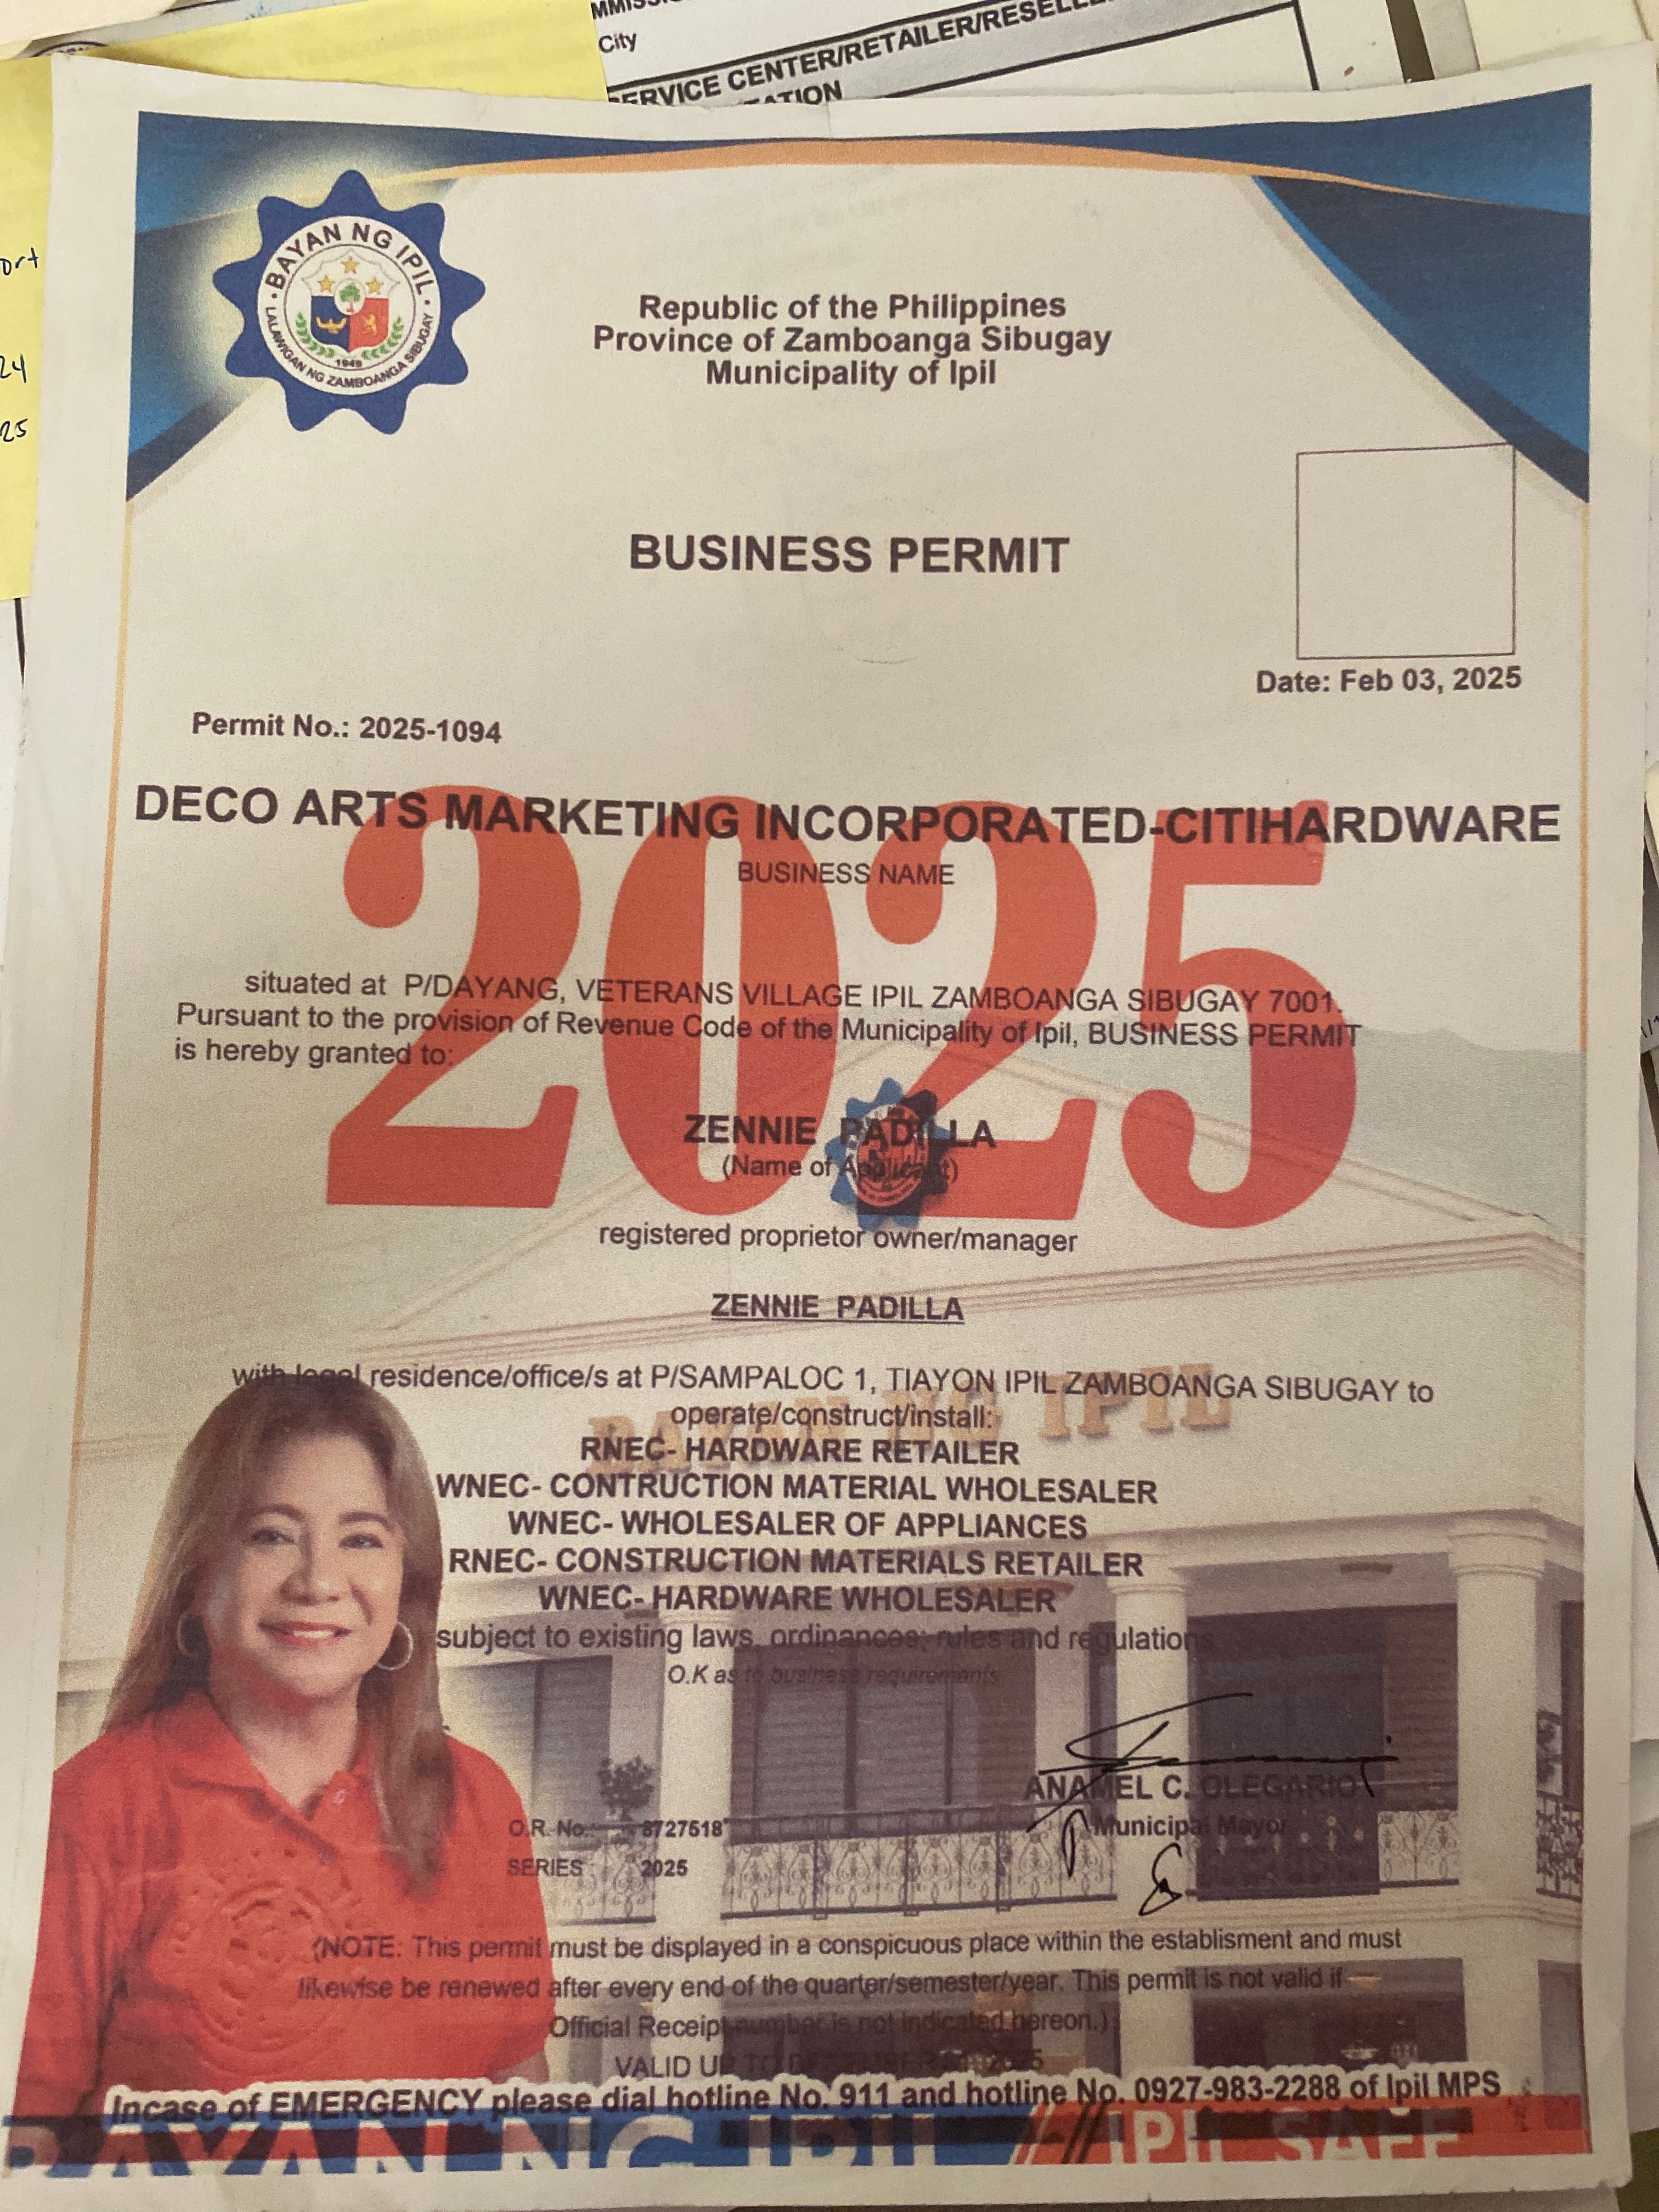 MMISS
City
SERVICE CENTER/RETAILER/RESELLE
TATION
ort
24
25
BAYAN NG IPIL
1949
LALAWIGAN NG ZAMBOANGA SIBUGAY
Republic of the Philippines
Province of Zamboanga Sibugay
Municipality of Ipil
BUSINESS PERMIT
Date: Feb 03, 2025
Permit No.: 2025-1094
2025
DECO ARTS MARKETING INCORPORATED-CITIHARDWARE
BUSINESS NAME
situated at P/DAYANG, VETERANS VILLAGE IPIL ZAMBOANGA SIBUGAY 7001.
Pursuant to the provision of Revenue Code of the Municipality of Ipil, BUSINESS PERMIT
is hereby granted to:
ZENNIE PADILLA
(Name of Applicant)
registered proprietor owner/manager
ZENNIE PADILLA
with legal residence/office/s at P/SAMPALOC 1, TIAYON IPIL ZAMBOANGA SIBUGAY to
operate/construct/install:
BAYAN NG IPIL
RNEC- HARDWARE RETAILER
WNEC- CONTRUCTION MATERIAL WHOLESALER
WNEC- WHOLESALER OF APPLIANCES
RNEC- CONSTRUCTION MATERIALS RETAILER
WNEC- HARDWARE WHOLESALER
subject to existing laws, ordinances, rules and regulations
O.K as to business requirements
ANAMEL C. OLEGARIO
Municipal Mayor
O.R. No.: 8727518
SERIES : 2025
(NOTE: This permit must be displayed in a conspicuous place within the establisment and must
likewise be renewed after every end of the quarter/semester/year. This permit is not valid if
Official Receipt number is not indicated hereon.)
VALID UP TO DECEMBER 31, 2025
Incase of EMERGENCY please dial hotline No. 911 and hotline No. 0927-983-2288 of Ipil MPS
BAYAN NG IPIL // IPIL SAFE